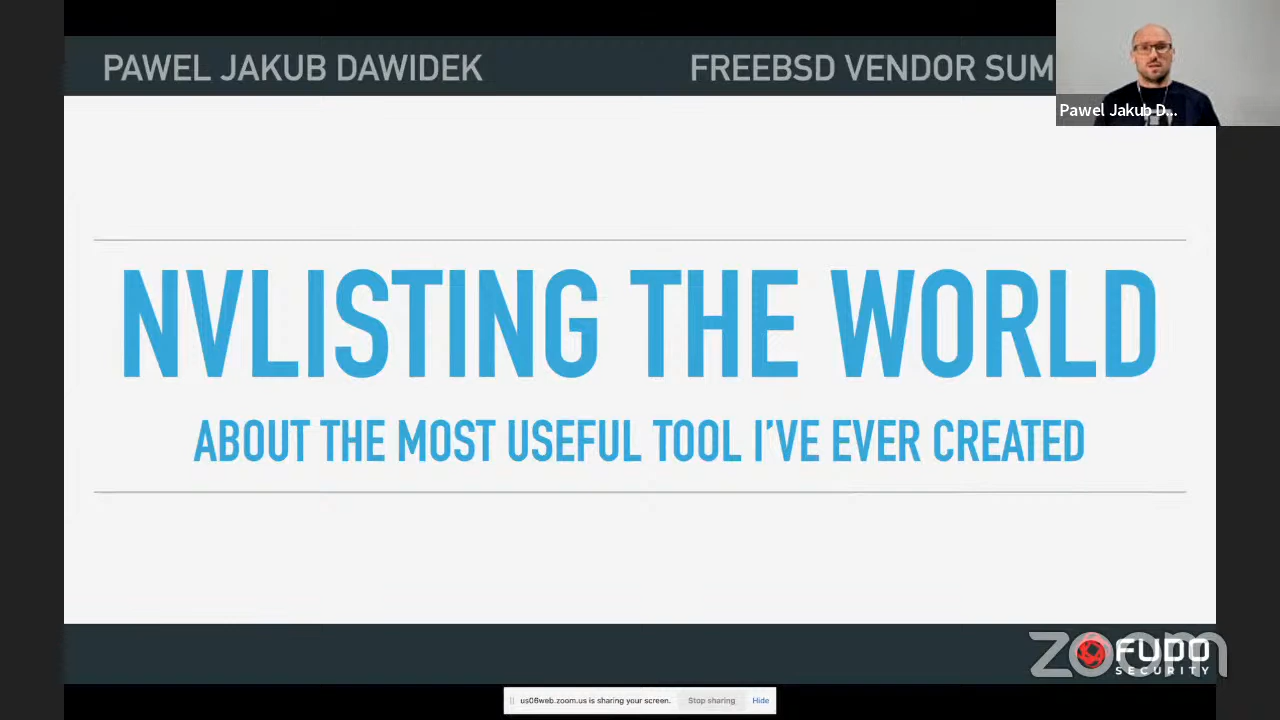 PAWEL JAKUB DAWIDEK
FREEBSD VENDOR SUM
Pawel Jakub D...
NVLISTING THE WORLD
ABOUT THE MOST USEFUL TOOL I'VE EVER CREATED
zoom
FUDO
SECURITY
us06web.zoom.us is sharing your screen.
Stop sharing
Hide